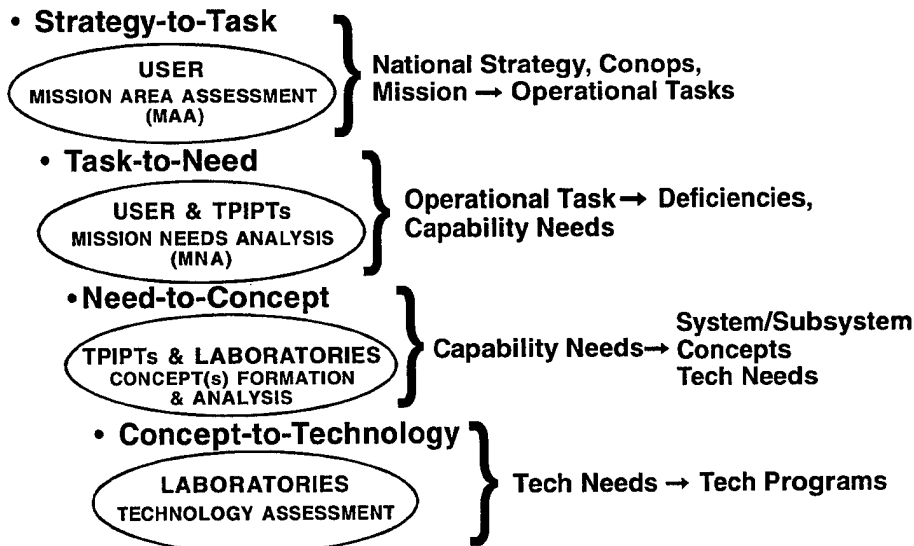 • Strategy-to-Task
USER
MISSION AREA ASSESSMENT
(MAA)
National Strategy, Conops,
Mission → Operational Tasks
• Task-to-Need
USER & TPIPTs
MISSION NEEDS ANALYSIS
(MNA)
Operational Task → Deficiencies,
Capability Needs
• Need-to-Concept
TPIPTs & LABORATORIES
CONCEPT(s) FORMATION
& ANALYSIS
Capability Needs →
System/Subsystem
Concepts
Tech Needs
• Concept-to-Technology
LABORATORIES
TECHNOLOGY ASSESSMENT
Tech Needs → Tech Programs